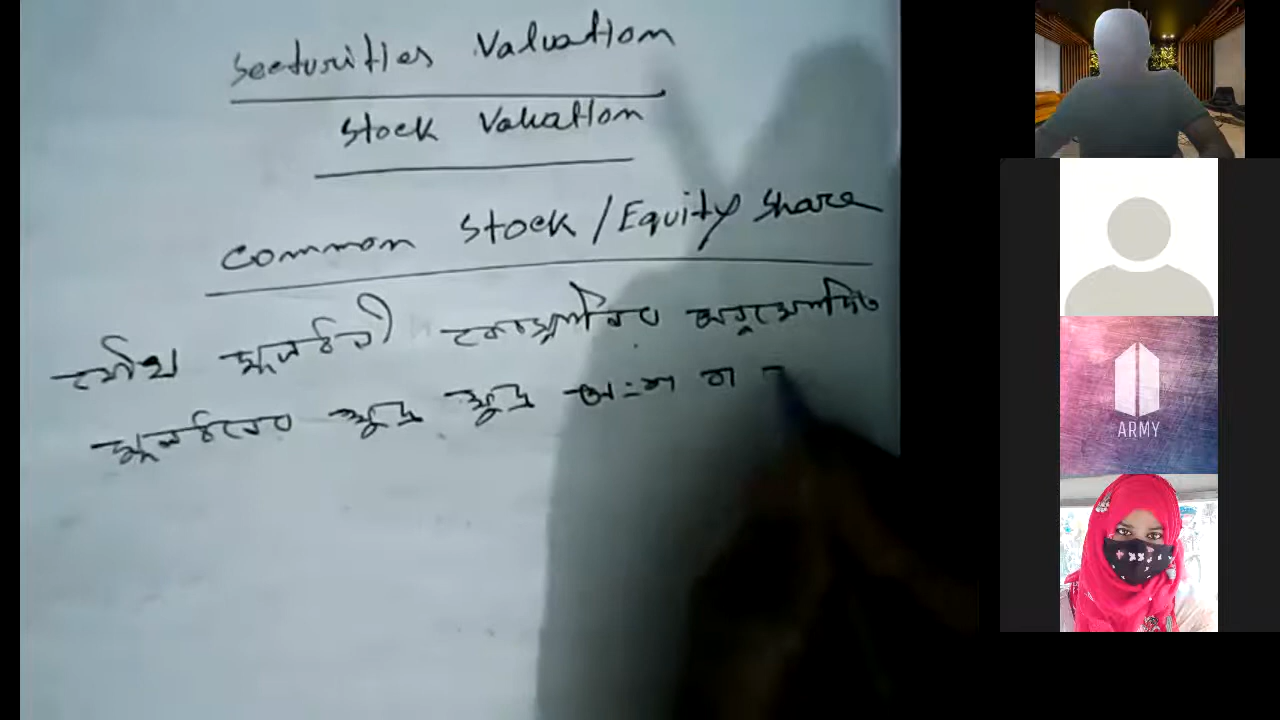 Securities Valuation
Stock Valuation
Common Stock / Equity Share
যৌথ মূলধনী কোম্পানির অনুমোদিত
মূলধনের ক্ষুদ্র ক্ষুদ্র অংশ বা
ARMY